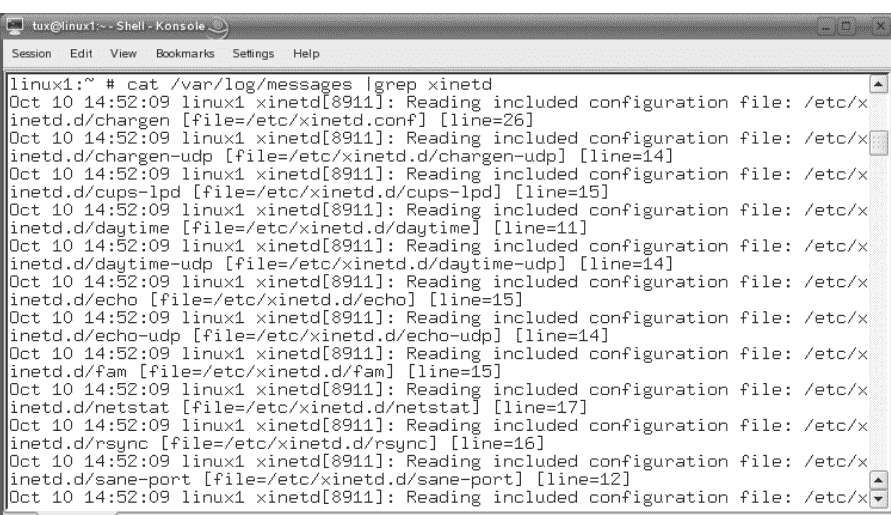 tux@linux1:~ - Shell - Konsole
Session Edit View Bookmarks Settings Help
linux1:~ # cat /var/log/messages |grep xinetd
Oct 10 14:52:09 linux1 xinetd[8911]: Reading included configuration file: /etc/x
inetd.d/chargen [file=/etc/xinetd.conf] [line=26]
Oct 10 14:52:09 linux1 xinetd[8911]: Reading included configuration file: /etc/x
inetd.d/chargen-udp [file=/etc/xinetd.d/chargen-udp] [line=14]
Oct 10 14:52:09 linux1 xinetd[8911]: Reading included configuration file: /etc/x
inetd.d/cups-lpd [file=/etc/xinetd.d/cups-lpd] [line=15]
Oct 10 14:52:09 linux1 xinetd[8911]: Reading included configuration file: /etc/x
inetd.d/daytime [file=/etc/xinetd.d/daytime] [line=11]
Oct 10 14:52:09 linux1 xinetd[8911]: Reading included configuration file: /etc/x
inetd.d/daytime-udp [file=/etc/xinetd.d/daytime-udp] [line=14]
Oct 10 14:52:09 linux1 xinetd[8911]: Reading included configuration file: /etc/x
inetd.d/echo [file=/etc/xinetd.d/echo] [line=15]
Oct 10 14:52:09 linux1 xinetd[8911]: Reading included configuration file: /etc/x
inetd.d/echo-udp [file=/etc/xinetd.d/echo-udp] [line=14]
Oct 10 14:52:09 linux1 xinetd[8911]: Reading included configuration file: /etc/x
inetd.d/fam [file=/etc/xinetd.d/fam] [line=15]
Oct 10 14:52:09 linux1 xinetd[8911]: Reading included configuration file: /etc/x
inetd.d/netstat [file=/etc/xinetd.d/netstat] [line=17]
Oct 10 14:52:09 linux1 xinetd[8911]: Reading included configuration file: /etc/x
inetd.d/rsync [file=/etc/xinetd.d/rsync] [line=16]
Oct 10 14:52:09 linux1 xinetd[8911]: Reading included configuration file: /etc/x
inetd.d/sane-port [file=/etc/xinetd.d/sane-port] [line=12]
Oct 10 14:52:09 linux1 xinetd[8911]: Reading included configuration file: /etc/x